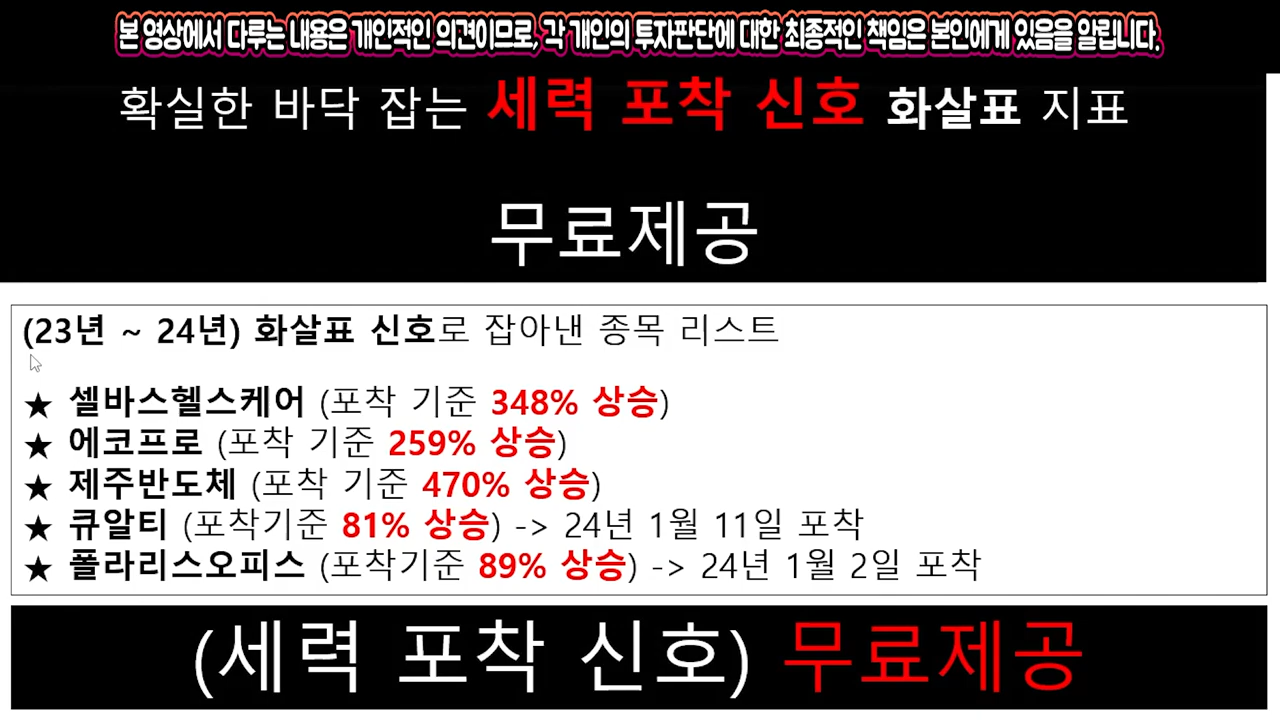 본 영상에서 다루는 내용은 개인적인 의견이므로, 각 개인의 투자판단에 대한 최종적인 책임은 본인에게 있음을 알립니다.
확실한 바닥 잡는 세력 포착 신호 화살표 지표
무료제공
(23년 ~ 24년) 화살표 신호로 잡아낸 종목 리스트
★ 셀바스헬스케어 (포착 기준 348% 상승)
★ 에코프로 (포착 기준 259% 상승)
★ 제주반도체 (포착 기준 470% 상승)
★ 큐알티 (포착기준 81% 상승) -> 24년 1월 11일 포착
★ 폴라리스오피스 (포착기준 89% 상승) -> 24년 1월 2일 포착
(세력 포착 신호) 무료제공